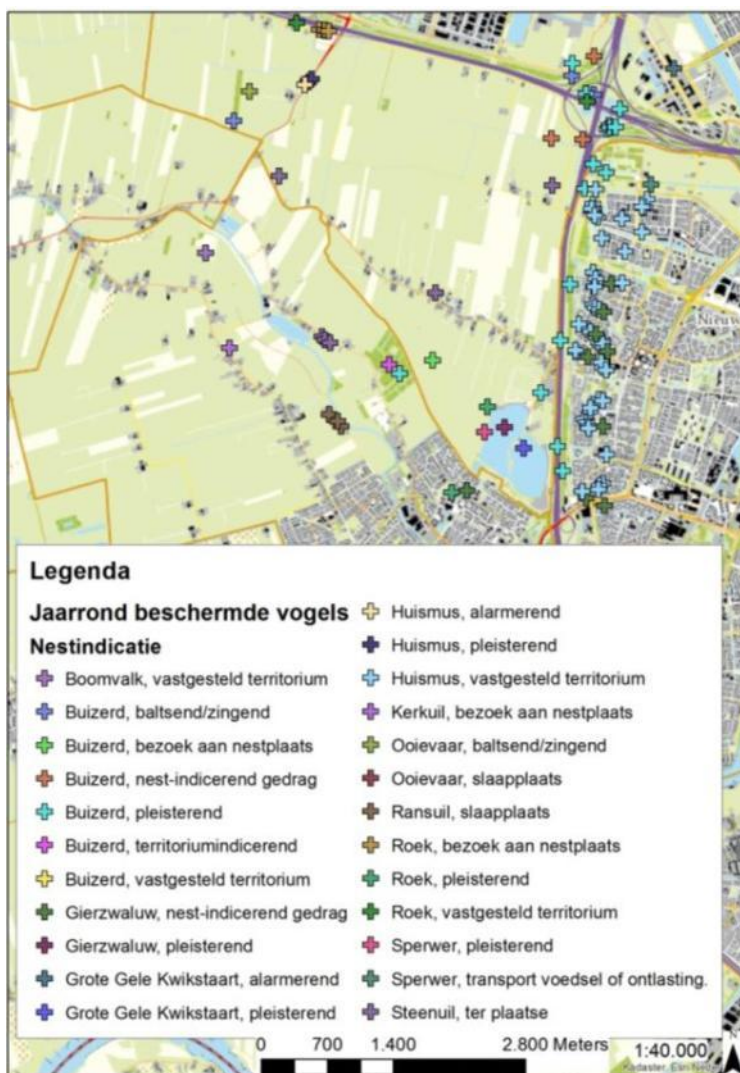 Nieuw
Legenda
Jaarrond beschermde vogels
Nestindicatie
Boomvalk, vastgesteld territorium
Buizerd, baltsend/zingend
Buizerd, bezoek aan nestplaats
Buizerd, nest-indicerend gedrag
Buizerd, pleisterend
Buizerd, territoriumindicerend
Buizerd, vastgesteld territorium
Gierzwaluw, nest-indicerend gedrag
Gierzwaluw, pleisterend
Grote Gele Kwikstaart, alarmerend
Grote Gele Kwikstaart, pleisterend
Huismus, alarmerend
Huismus, pleisterend
Huismus, vastgesteld territorium
Kerkuil, bezoek aan nestplaats
Ooievaar, baltsend/zingend
Ooievaar, slaapplaats
Ransuil, slaapplaats
Roek, bezoek aan nestplaats
Roek, pleisterend
Roek, vastgesteld territorium
Sperwer, pleisterend
Sperwer, transport voedsel of ontlasting.
Steenuil, ter plaatse
0 700 1.400 2.800 Meters
1:40.000
N
Kadaster, Esri